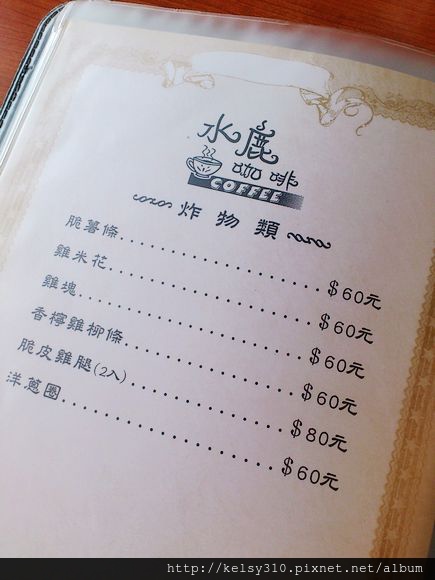 水鹿
咖啡
COFFEE
炸物類
脆薯條....................$60元
雞米花....................$60元
雞塊.......................$60元
香檸雞柳條.................$60元
脆皮雞腿(2入)................$80元
洋蔥圈.....................$60元
http://kelsy310.pixnet.net/album